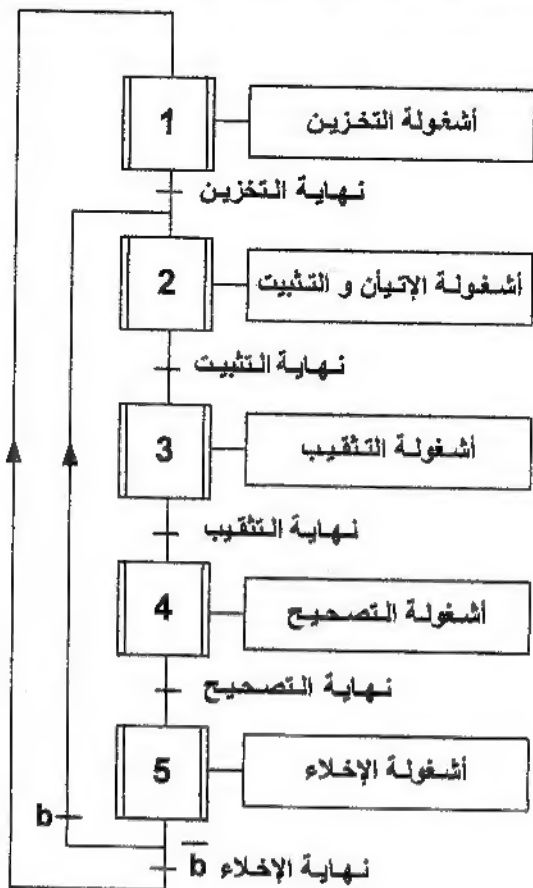 1 أشغولة التخزين
نهاية التخزين
2 أشغولة الإتيأن و التثبيت
نهاية التثبيت
3 أشغولة التثقيب
نهاية التثقيب
4 أشغولة التصحيح
نهاية التصحيح
5 أشغولة الإخلاء
b
b̅ نهاية الإخلاء